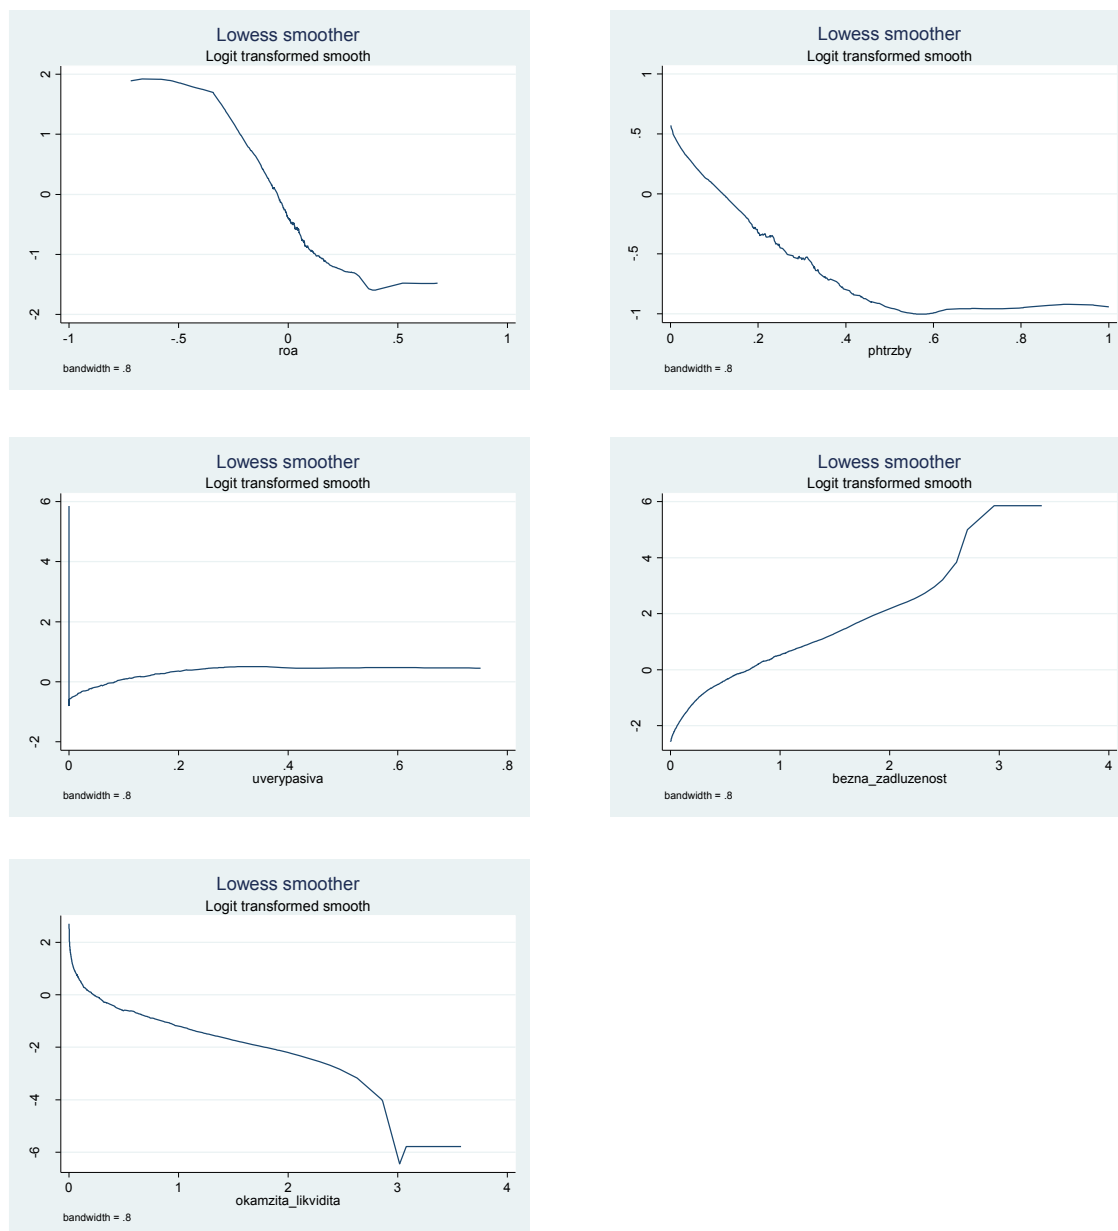 Lowess smoother
Logit transformed smooth
2
1
0
-1
-2
-1 -.5 0 .5 1
roa
bandwidth = .8
Lowess smoother
Logit transformed smooth
1
.5
0
-.5
-1
0 .2 .4 .6 .8 1
phtrzby
bandwidth = .8
Lowess smoother
Logit transformed smooth
6
4
2
0
-2
0 .2 .4 .6 .8
uverypasiva
bandwidth = .8
Lowess smoother
Logit transformed smooth
6
4
2
0
-2
0 1 2 3 4
bezna_zadluzenost
bandwidth = .8
Lowess smoother
Logit transformed smooth
2
0
-2
-4
-6
0 1 2 3 4
okamzita_likvidita
bandwidth = .8